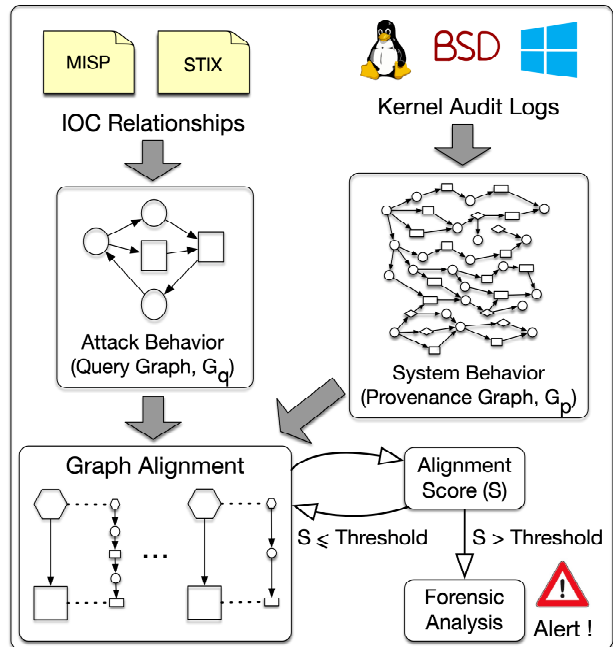 MISP
STIX
BSD
IOC Relationships
Kernel Audit Logs
Attack Behavior
(Query Graph, Gq)
System Behavior
(Provenance Graph, Gp)
Graph Alignment
...
Alignment
Score (S)
S ⩽ Threshold
S > Threshold
Forensic
Analysis
!
Alert !